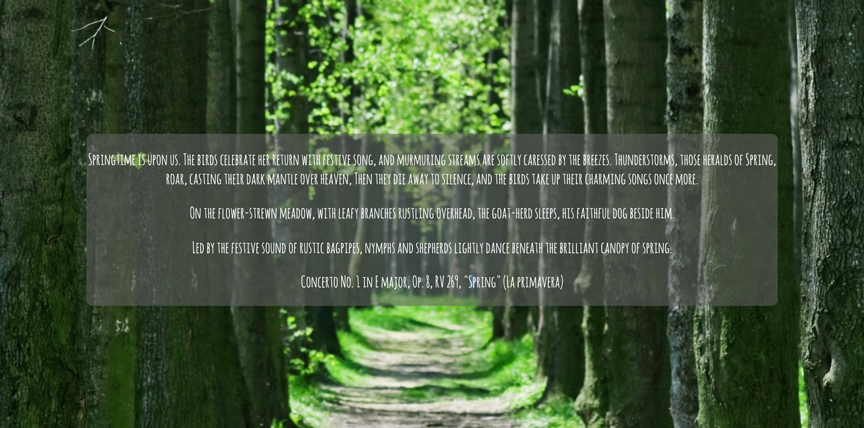 Springtime is upon us. The birds celebrate her return with festive song, and murmuring streams are softly caressed by the breezes. Thunderstorms, those heralds of Spring,
roar, casting their dark mantle over heaven, then they die away to silence, and the birds take up their charming songs once more.
On the flower-strewn meadow, with leafy branches rustling overhead, the goat-herd sleeps, his faithful dog beside him.
Led by the festive sound of rustic bagpipes, nymphs and shepherds lightly dance beneath the brilliant canopy of spring.
Concerto No. 1 in E major, Op. 8, RV 269, "Spring" (La primavera)